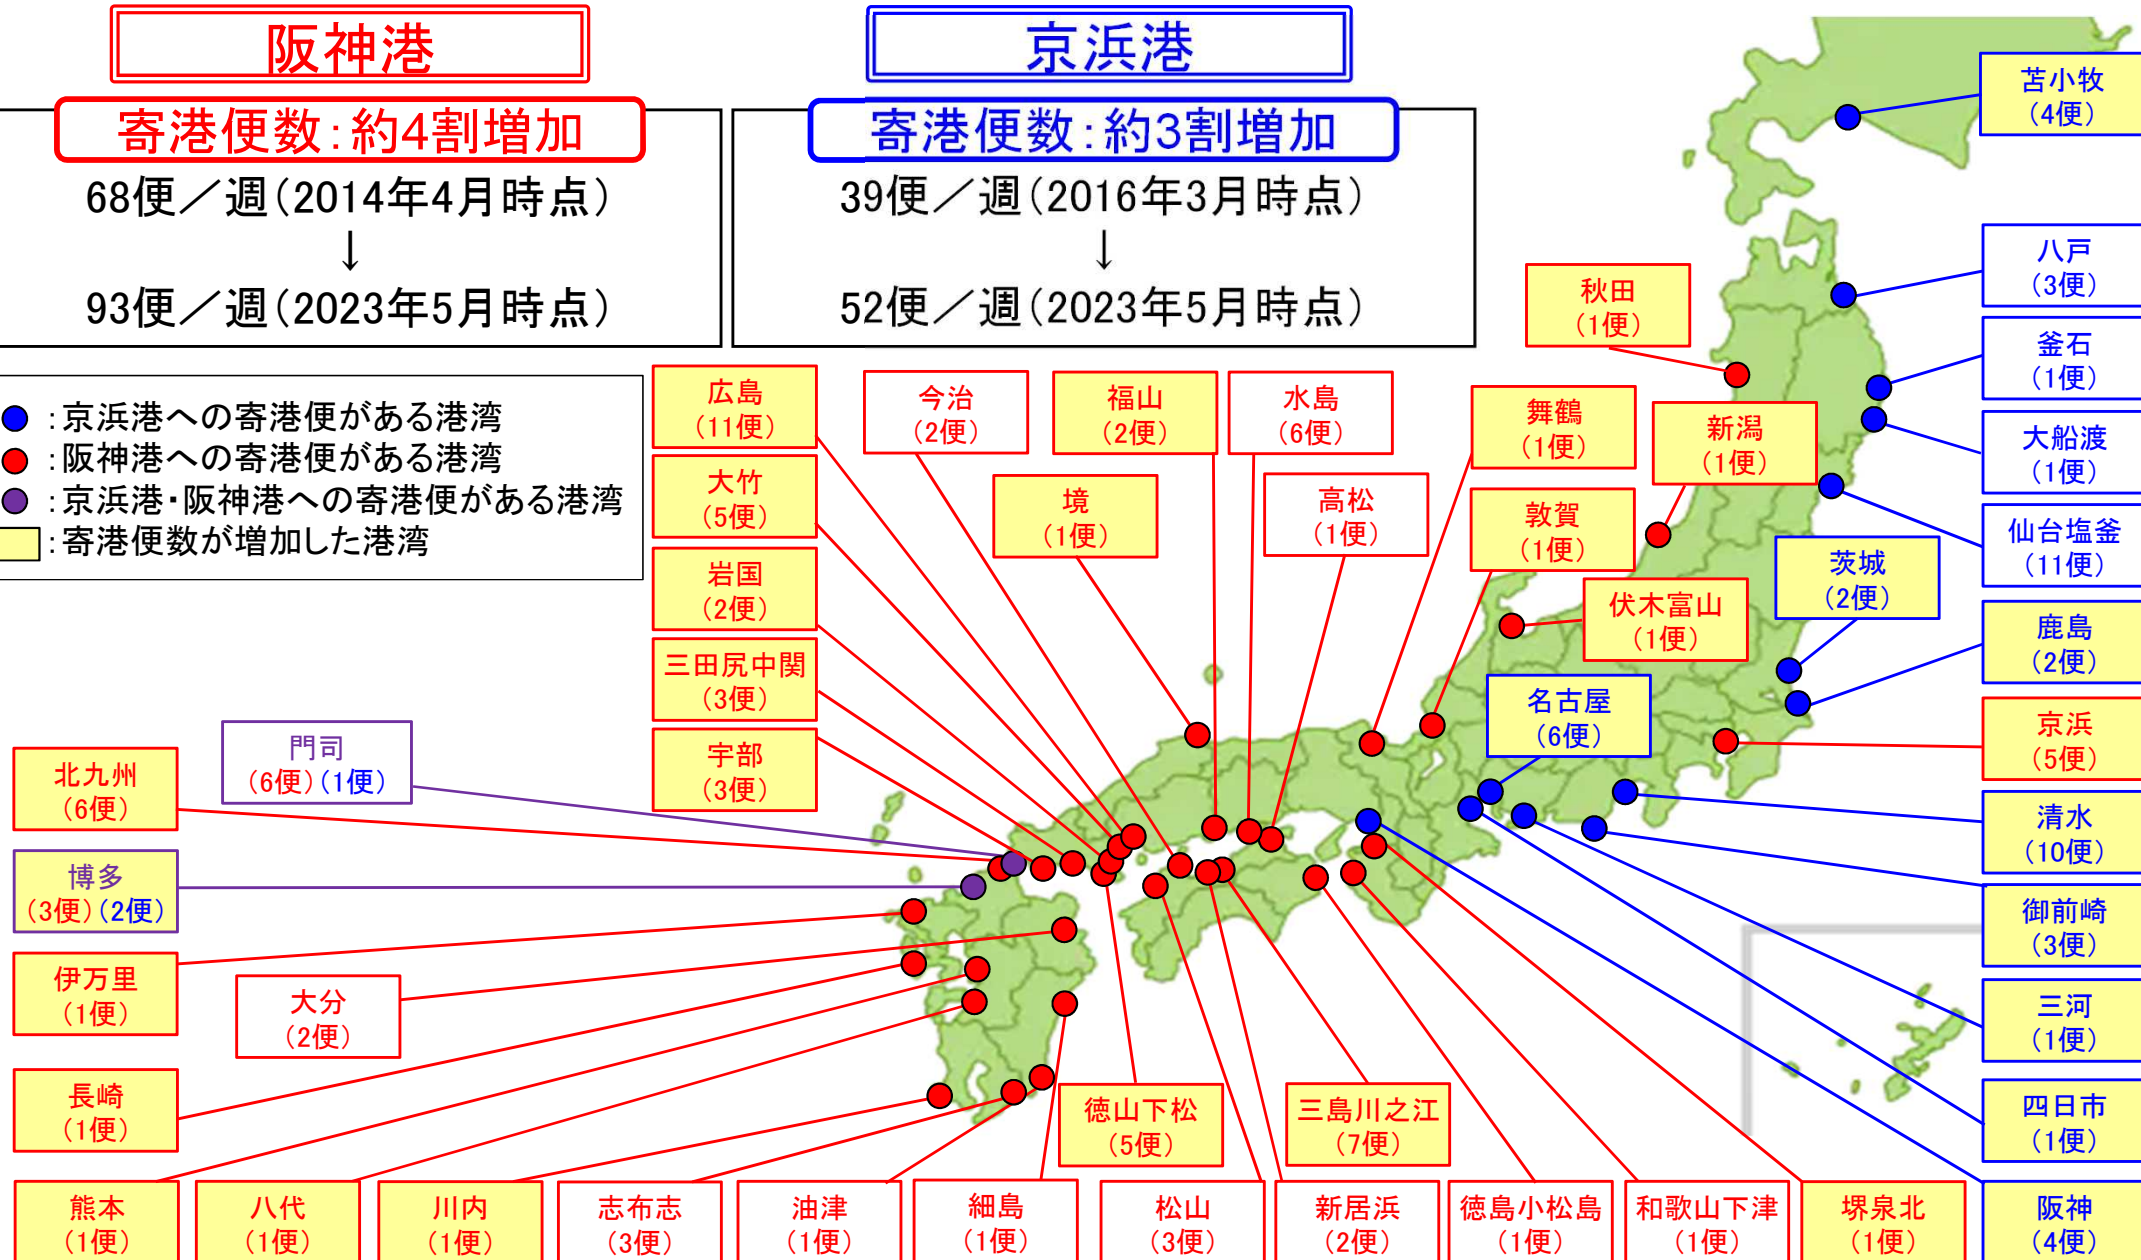 阪神港
寄港便数：約4割増加
68便／週（2014年4月時点）
↓
93便／週（2023年5月時点）
京浜港
寄港便数：約3割増加
39便／週（2016年3月時点）
↓
52便／週（2023年5月時点）
：京浜港への寄港便がある港湾
：阪神港への寄港便がある港湾
：京浜港・阪神港への寄港便がある港湾
：寄港便数が増加した港湾
広島
（11便）
大竹
（5便）
岩国
（2便）
三田尻中関
（3便）
宇部
（3便）
今治
（2便）
境
（1便）
福山
（2便）
水島
（6便）
高松
（1便）
舞鶴
（1便）
敦賀
（1便）
秋田
（1便）
新潟
（1便）
伏木富山
（1便）
茨城
（2便）
名古屋
（6便）
苫小牧
（4便）
八戸
（3便）
釜石
（1便）
大船渡
（1便）
仙台塩釜
（11便）
鹿島
（2便）
京浜
（5便）
清水
（10便）
御前崎
（3便）
三河
（1便）
四日市
（1便）
阪神
（4便）
門司
（6便）（1便）
北九州
（6便）
博多
（3便）（2便）
伊万里
（1便）
大分
（2便）
長崎
（1便）
徳山下松
（5便）
三島川之江
（7便）
熊本
（1便）
八代
（1便）
川内
（1便）
志布志
（3便）
油津
（1便）
細島
（1便）
松山
（3便）
新居浜
（2便）
徳島小松島
（1便）
和歌山下津
（1便）
堺泉北
（1便）